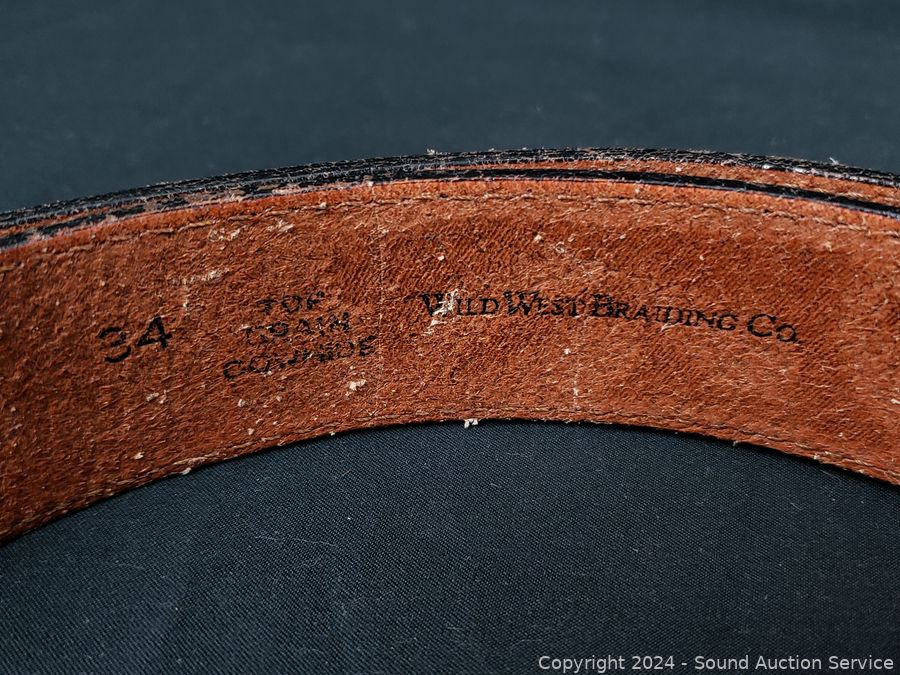 34
TOP
GRAIN
COWHIDE
WILD WEST BRAIDING CO.
Copyright 2024 - Sound Auction Service